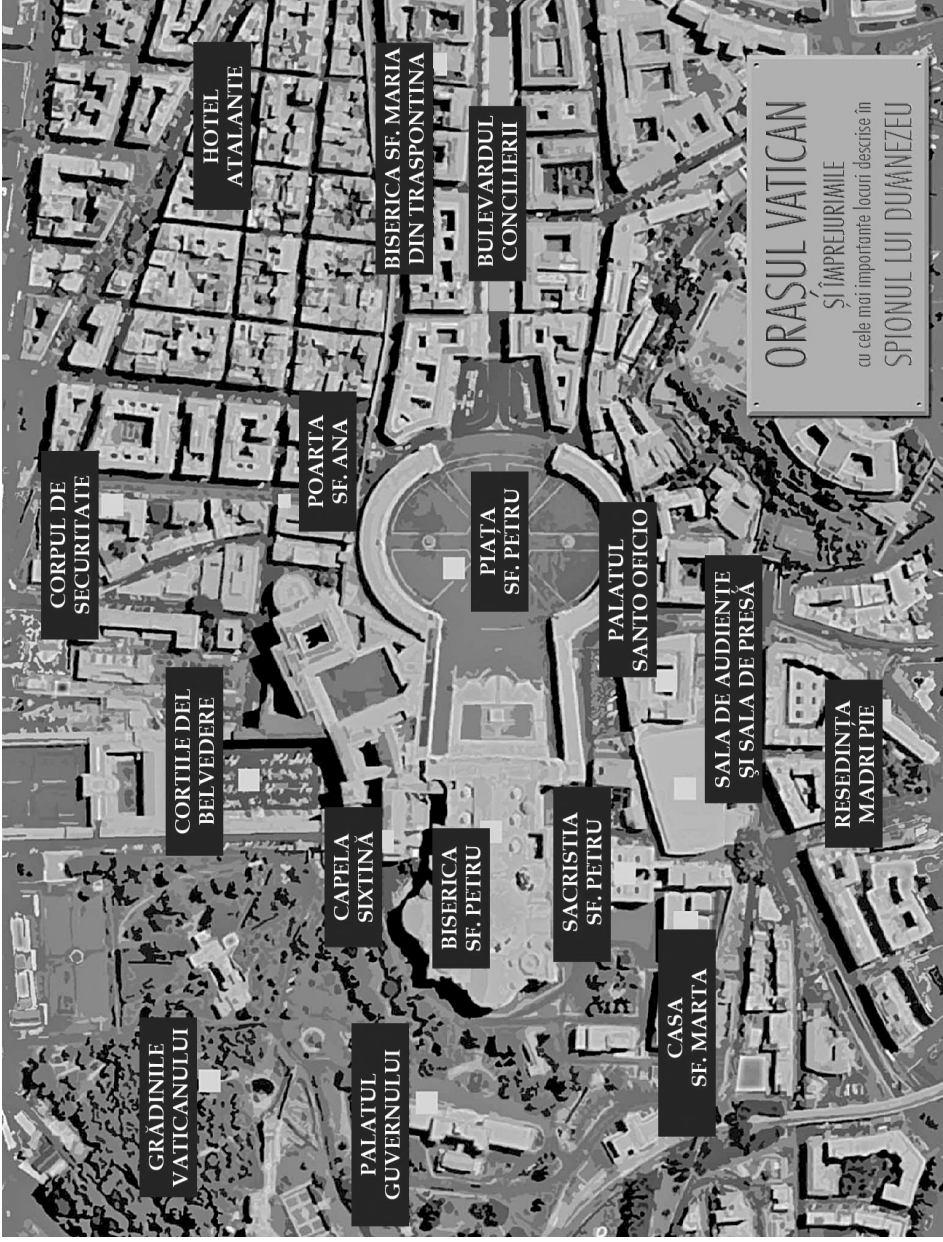 CORPUL DE
SECURITATE
GRĂDINILE
VATICANULUI
CORTILE DEL
BELVEDERE
HOTEL
ATALANTE
POARTA
SF. ANA
CAPELA
SIXTINĂ
PALATUL
GUVERNULUI
BISERICA SF. MARIA
DIN TRASPONTINA
BISERICA
SF. PETRU
PIAȚA
SF. PETRU
BULEVARDUL
CONCILIERII
SACRISTIA
SF. PETRU
PALATUL
SANTO OFICIO
CASA
SF. MARTA
SALA DE AUDIENTE
ȘI SALA DE PRESĂ
RESEDINTA
MADRI PIE
ORASUL VATICAN
ȘI ÎMPREJURIMILE
cu cele mai importante locuri descrise în
SPIONUL LUI DUMNEZEU